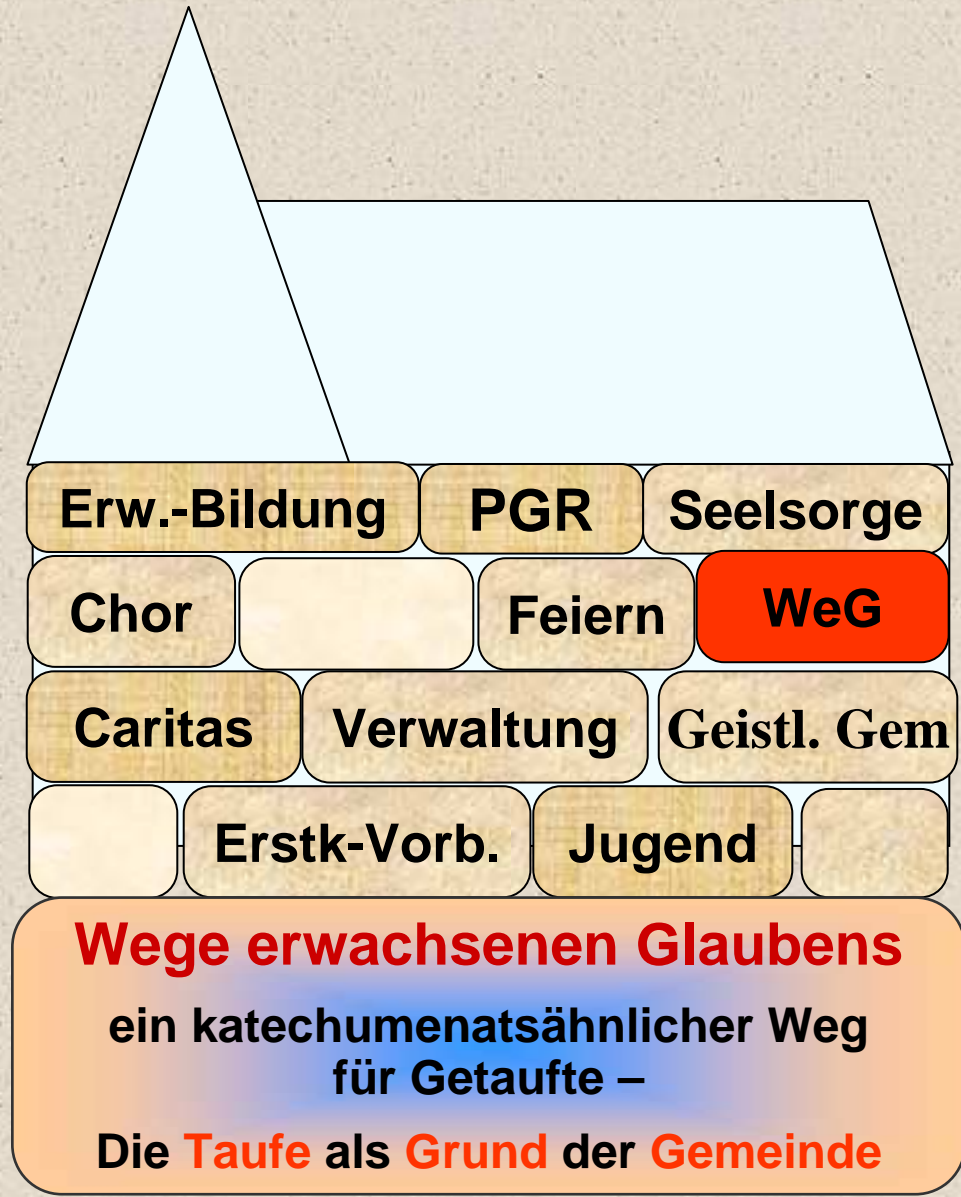 Erw.-Bildung PGR Seelsorge
Chor Feiern WeG
Caritas Verwaltung Geistl. Gem
Erstk-Vorb. Jugend
Wege erwachsenen Glaubens
ein katechumenatsähnlicher Weg
für Getaufte –
Die Taufe als Grund der Gemeinde